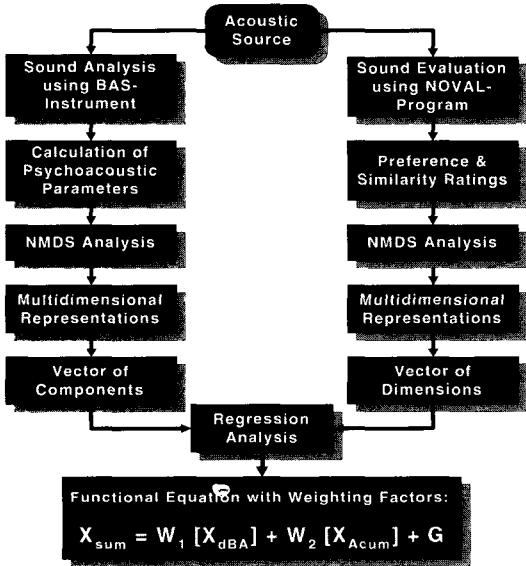 Acoustic
Source
Sound Analysis
using BAS-
Instrument
Sound Evaluation
using NOVAL-
Program
Calculation of
Psychoacoustic
Parameters
Preference &
Similarity Ratings
NMDS Analysis
NMDS Analysis
Multidimensional
Representations
Multidimensional
Representations
Vector of
Components
Vector of
Dimensions
Regression
Analysis
Functional Equation with Weighting Factors:
X sum = W 1 [X dBA] + W 2 [X Acum] + G